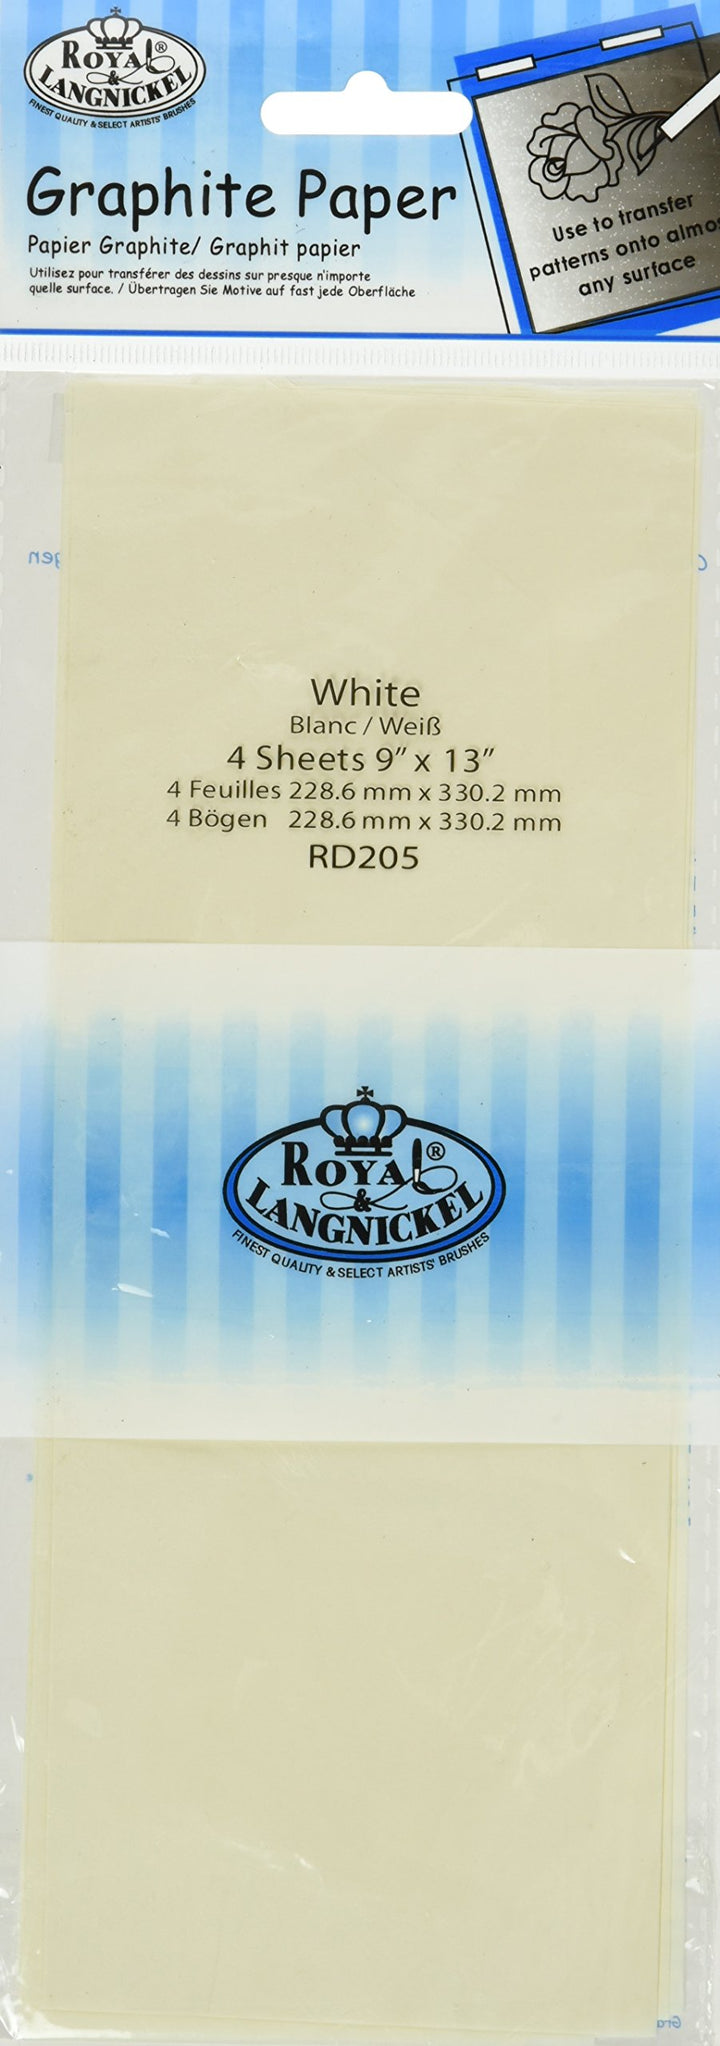 ROYAL®
& LANGNICKEL
FINEST QUALITY & SELECT ARTISTS' BRUSHES
Graphite Paper
Papier Graphite/ Graphit papier
Utilisez pour transférer des dessins sur presque n'importe
quelle surface. / Übertragen Sie Motive auf fast jede Oberfläche
Use to transfer
patterns onto almo
any surface
White
Blanc / Weiß
4 Sheets 9” x 13”
4 Feuilles 228.6 mm x 330.2 mm
4 Bögen 228.6 mm x 330.2 mm
RD205
ROYAL®
& LANGNICKEL
FINEST QUALITY & SELECT ARTISTS' BRUSHES